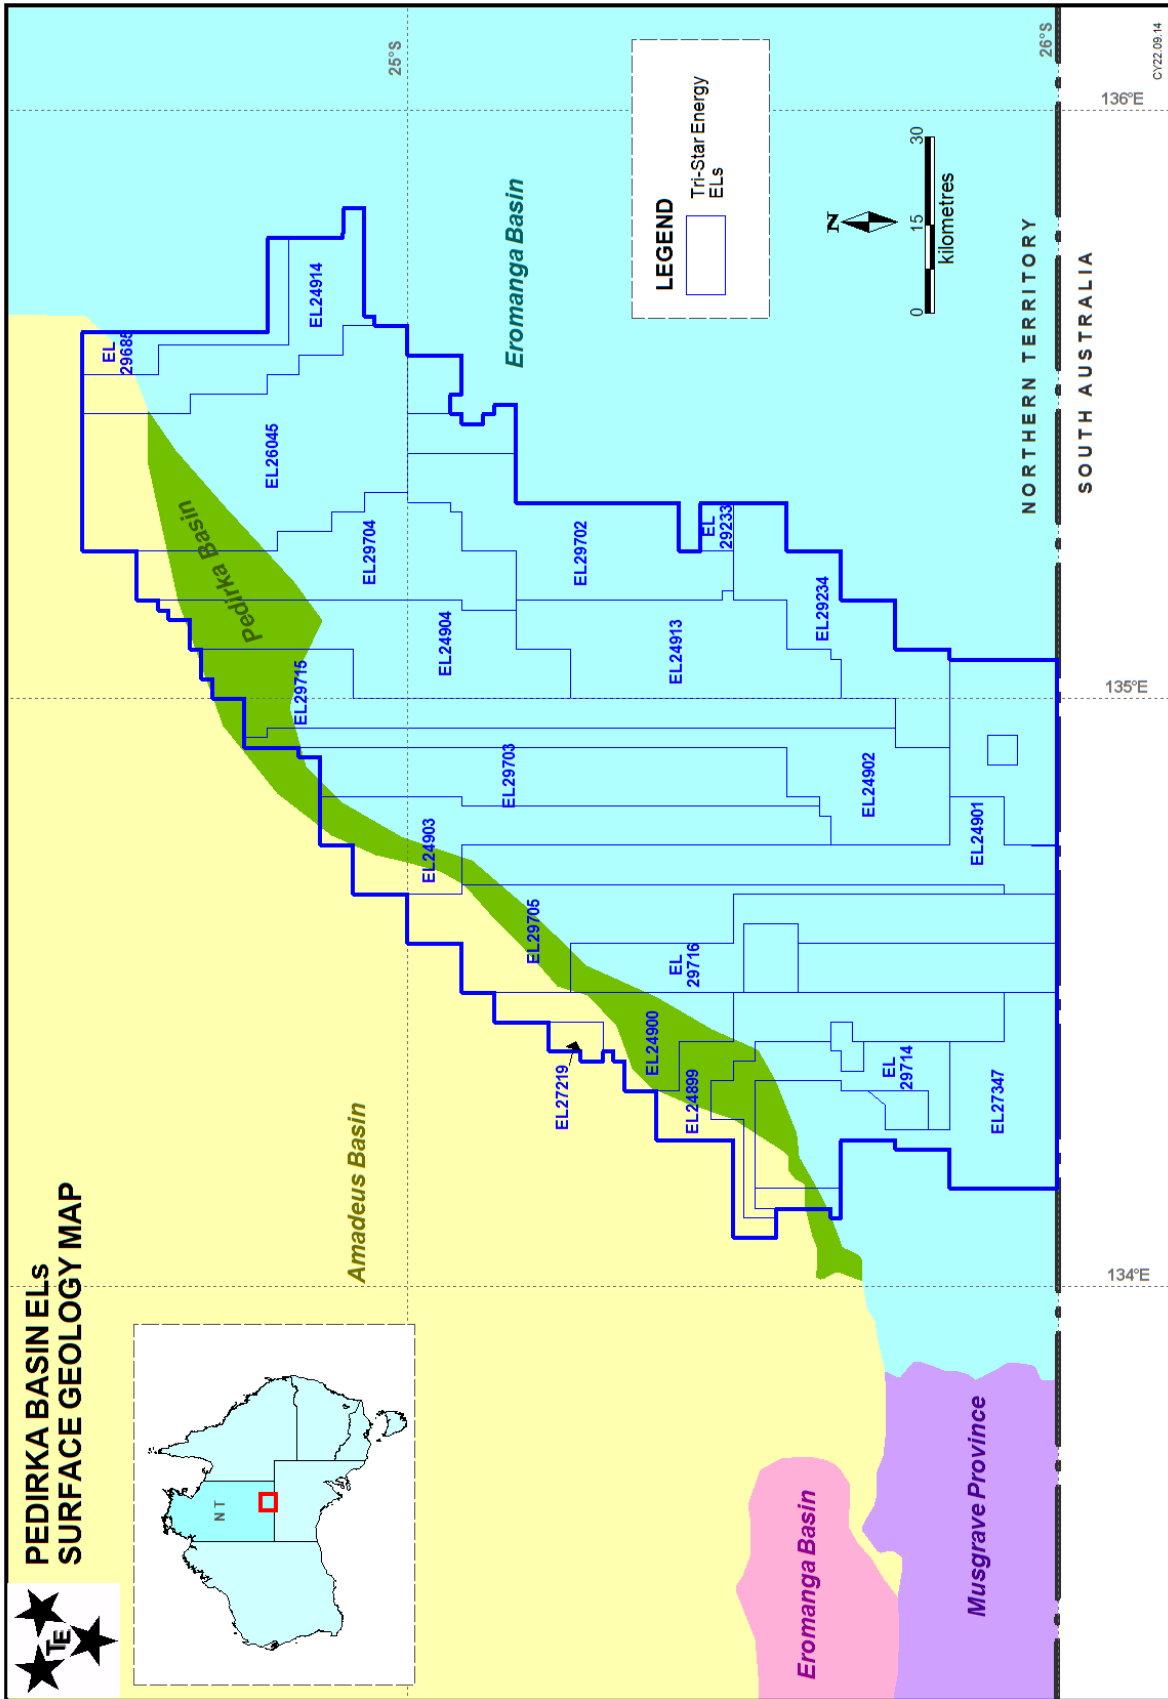 PEDIRKA BASIN ELs
SURFACE GEOLOGY MAP
TE
NT
Amadeus Basin
Pedirka Basin
Eromanga Basin
Eromanga Basin
Musgrave Province
25°S
26°S
134°E
135°E
136°E
EL
29685
EL24914
EL26045
EL29704
EL29715
EL24904
EL29702
EL
29233
EL24913
EL29234
EL29703
EL24903
EL24902
EL24901
EL29705
EL
29716
EL24900
EL27219
EL24899
EL
29714
EL27347
LEGEND
Tri-Star Energy
ELs
N
0 15 30
kilometres
NORTHERN TERRITORY
SOUTH AUSTRALIA
CY22.09.14